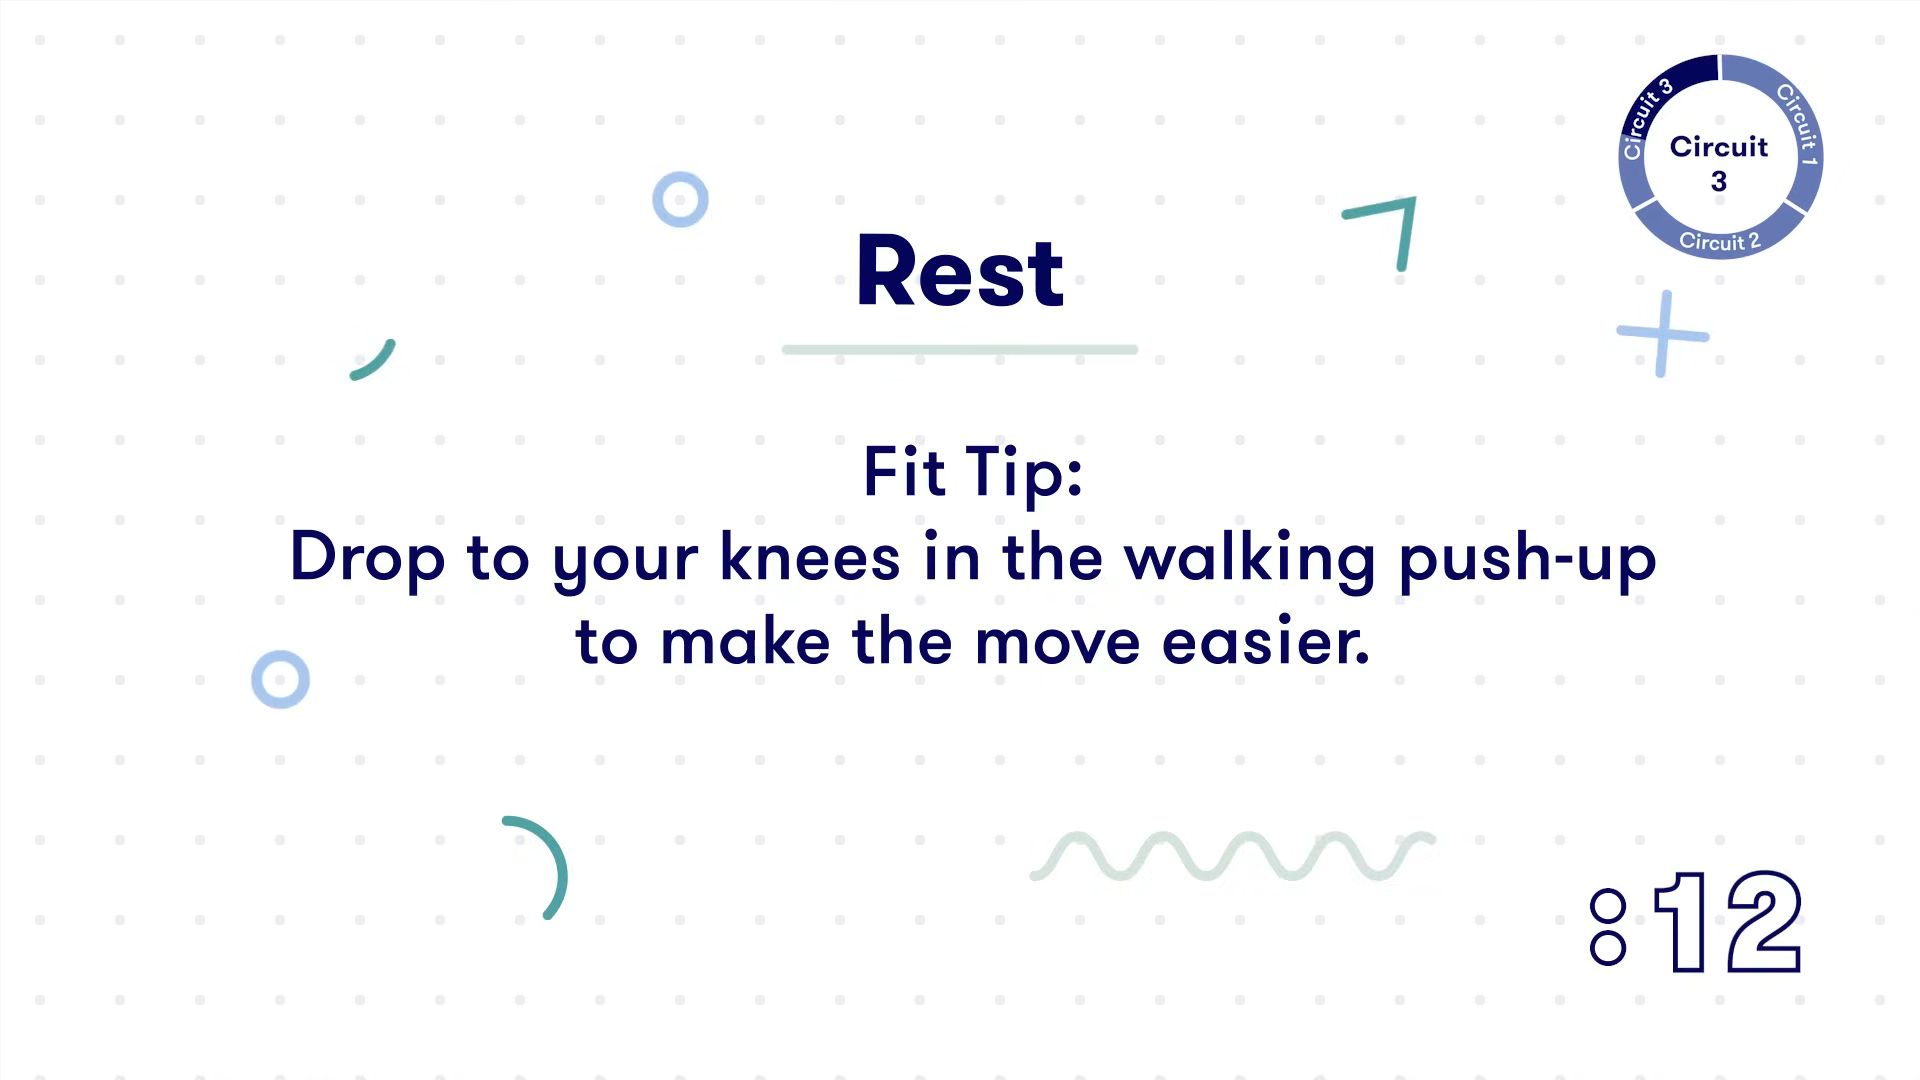 Circuit 3
Circuit 1
Circuit
3
Circuit 2
Rest
Fit Tip:
Drop to your knees in the walking push-up
to make the move easier.
:12